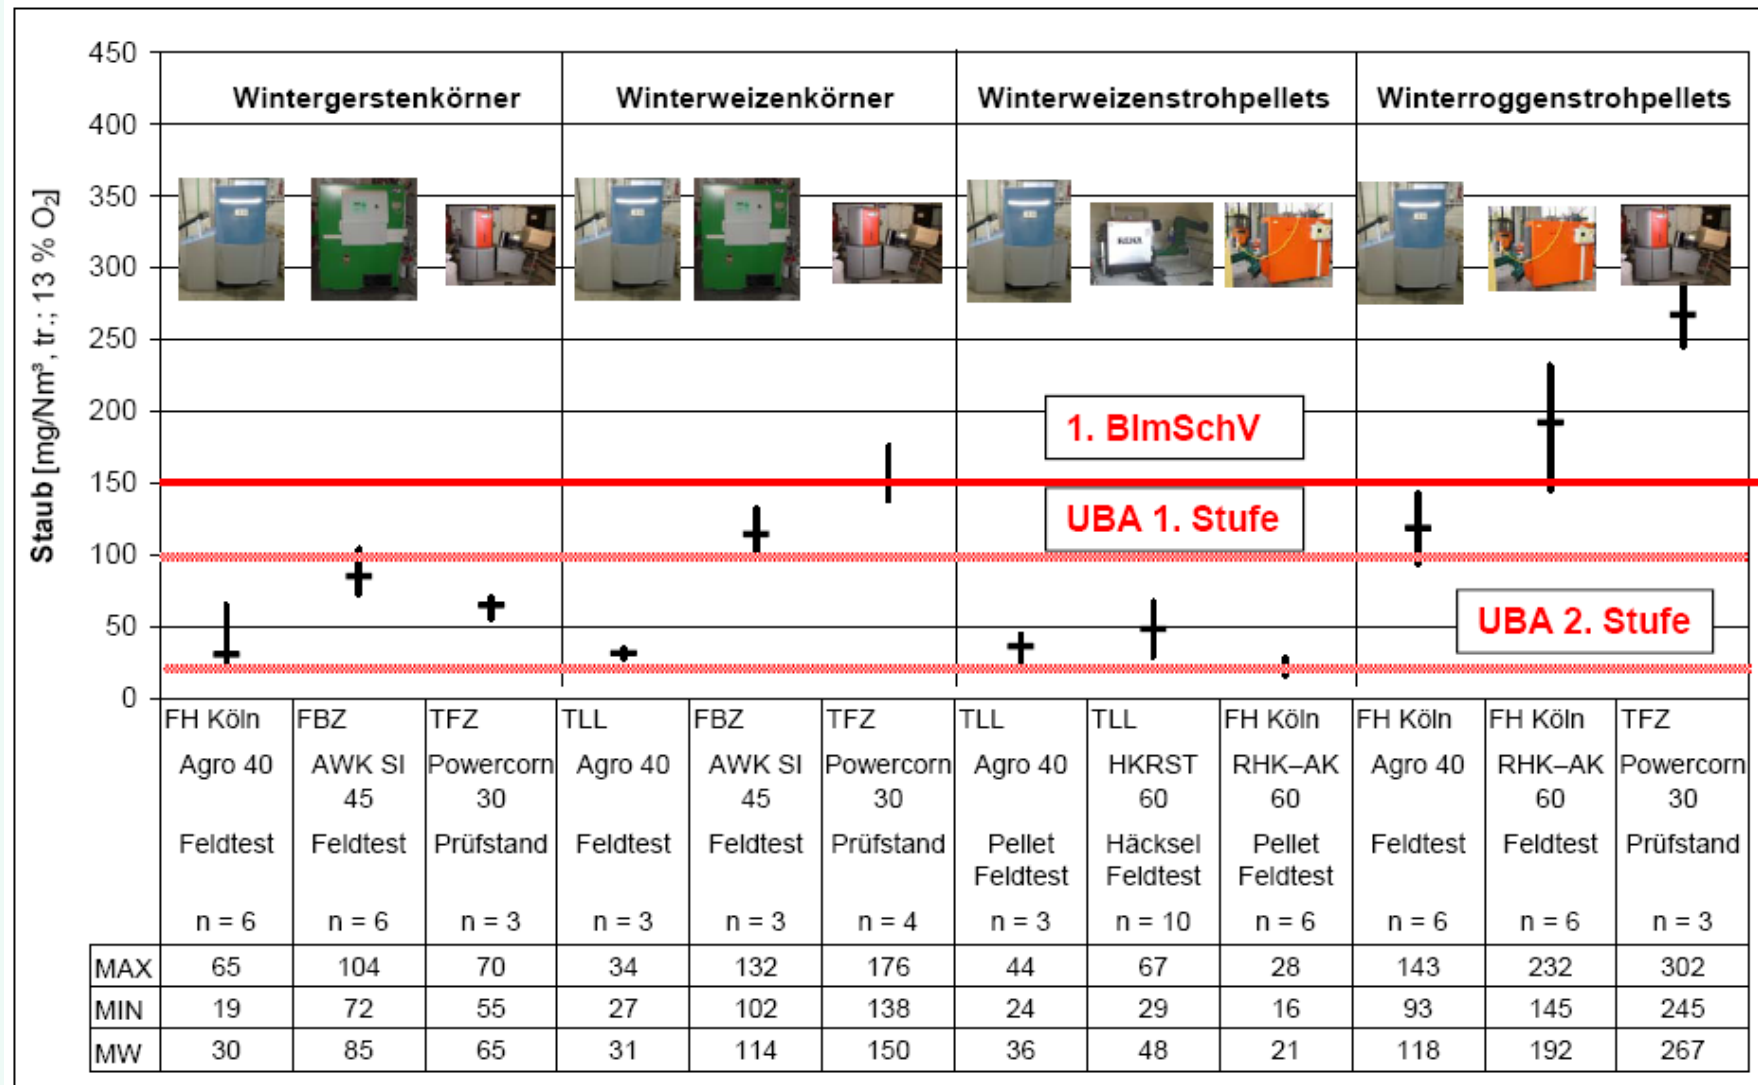 450
400
350
300
250
200
150
100
50
0
Staub [mg/Nm³, tr.; 13 % O₂]
Wintergerstenkörner
Winterweizenkörner
Winterweizenstrohpellets
Winterroggenstrohpellets
1. BImSchV
UBA 1. Stufe
UBA 2. Stufe
FH Köln FBZ TFZ TLL FBZ TFZ TLL TLL FH Köln FH Köln FH Köln TFZ
Agro 40 AWK SI Powercorn Agro 40 AWK SI Powercorn Agro 40 HKRST RHK–AK Agro 40 RHK–AK Powercorn
45 30 45 30 60 60 60 30
Feldtest Feldtest Prüfstand Feldtest Feldtest Prüfstand Pellet Häcksel Pellet Feldtest Feldtest Prüfstand
Feldtest Feldtest Feldtest
n = 6 n = 6 n = 3 n = 3 n = 3 n = 4 n = 3 n = 10 n = 6 n = 6 n = 6 n = 3
MAX 65 104 70 34 132 176 44 67 28 143 232 302
MIN 19 72 55 27 102 138 24 29 16 93 145 245
MW 30 85 65 31 114 150 36 48 21 118 192 267